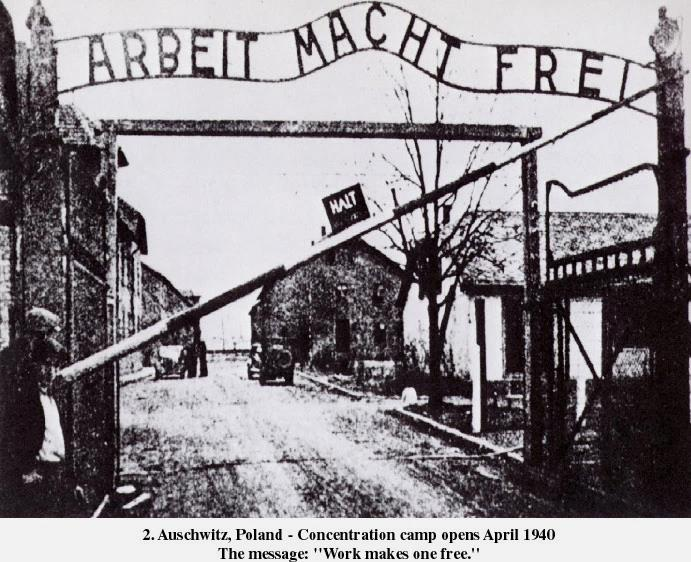 ARBEIT MACHT FREI
HALT
2. Auschwitz, Poland - Concentration camp opens April 1940
The message: "Work makes one free."